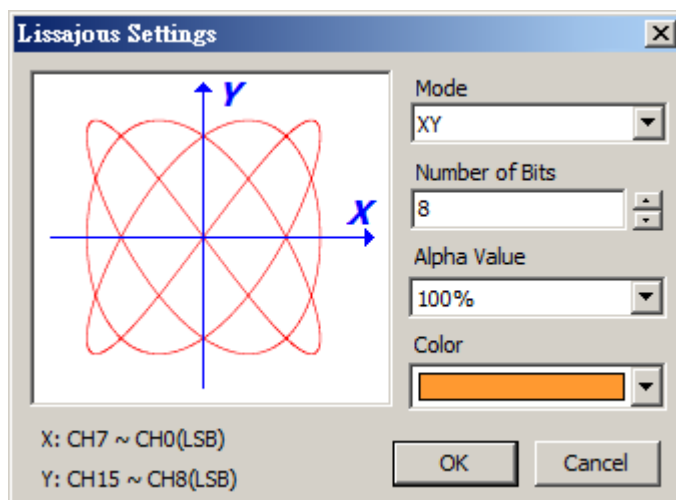 Lissajous Settings
Y
X
Mode
XY
Number of Bits
8
Alpha Value
100%
Color
X: CH7 ~ CH0(LSB)
Y: CH15 ~ CH8(LSB)
OK
Cancel